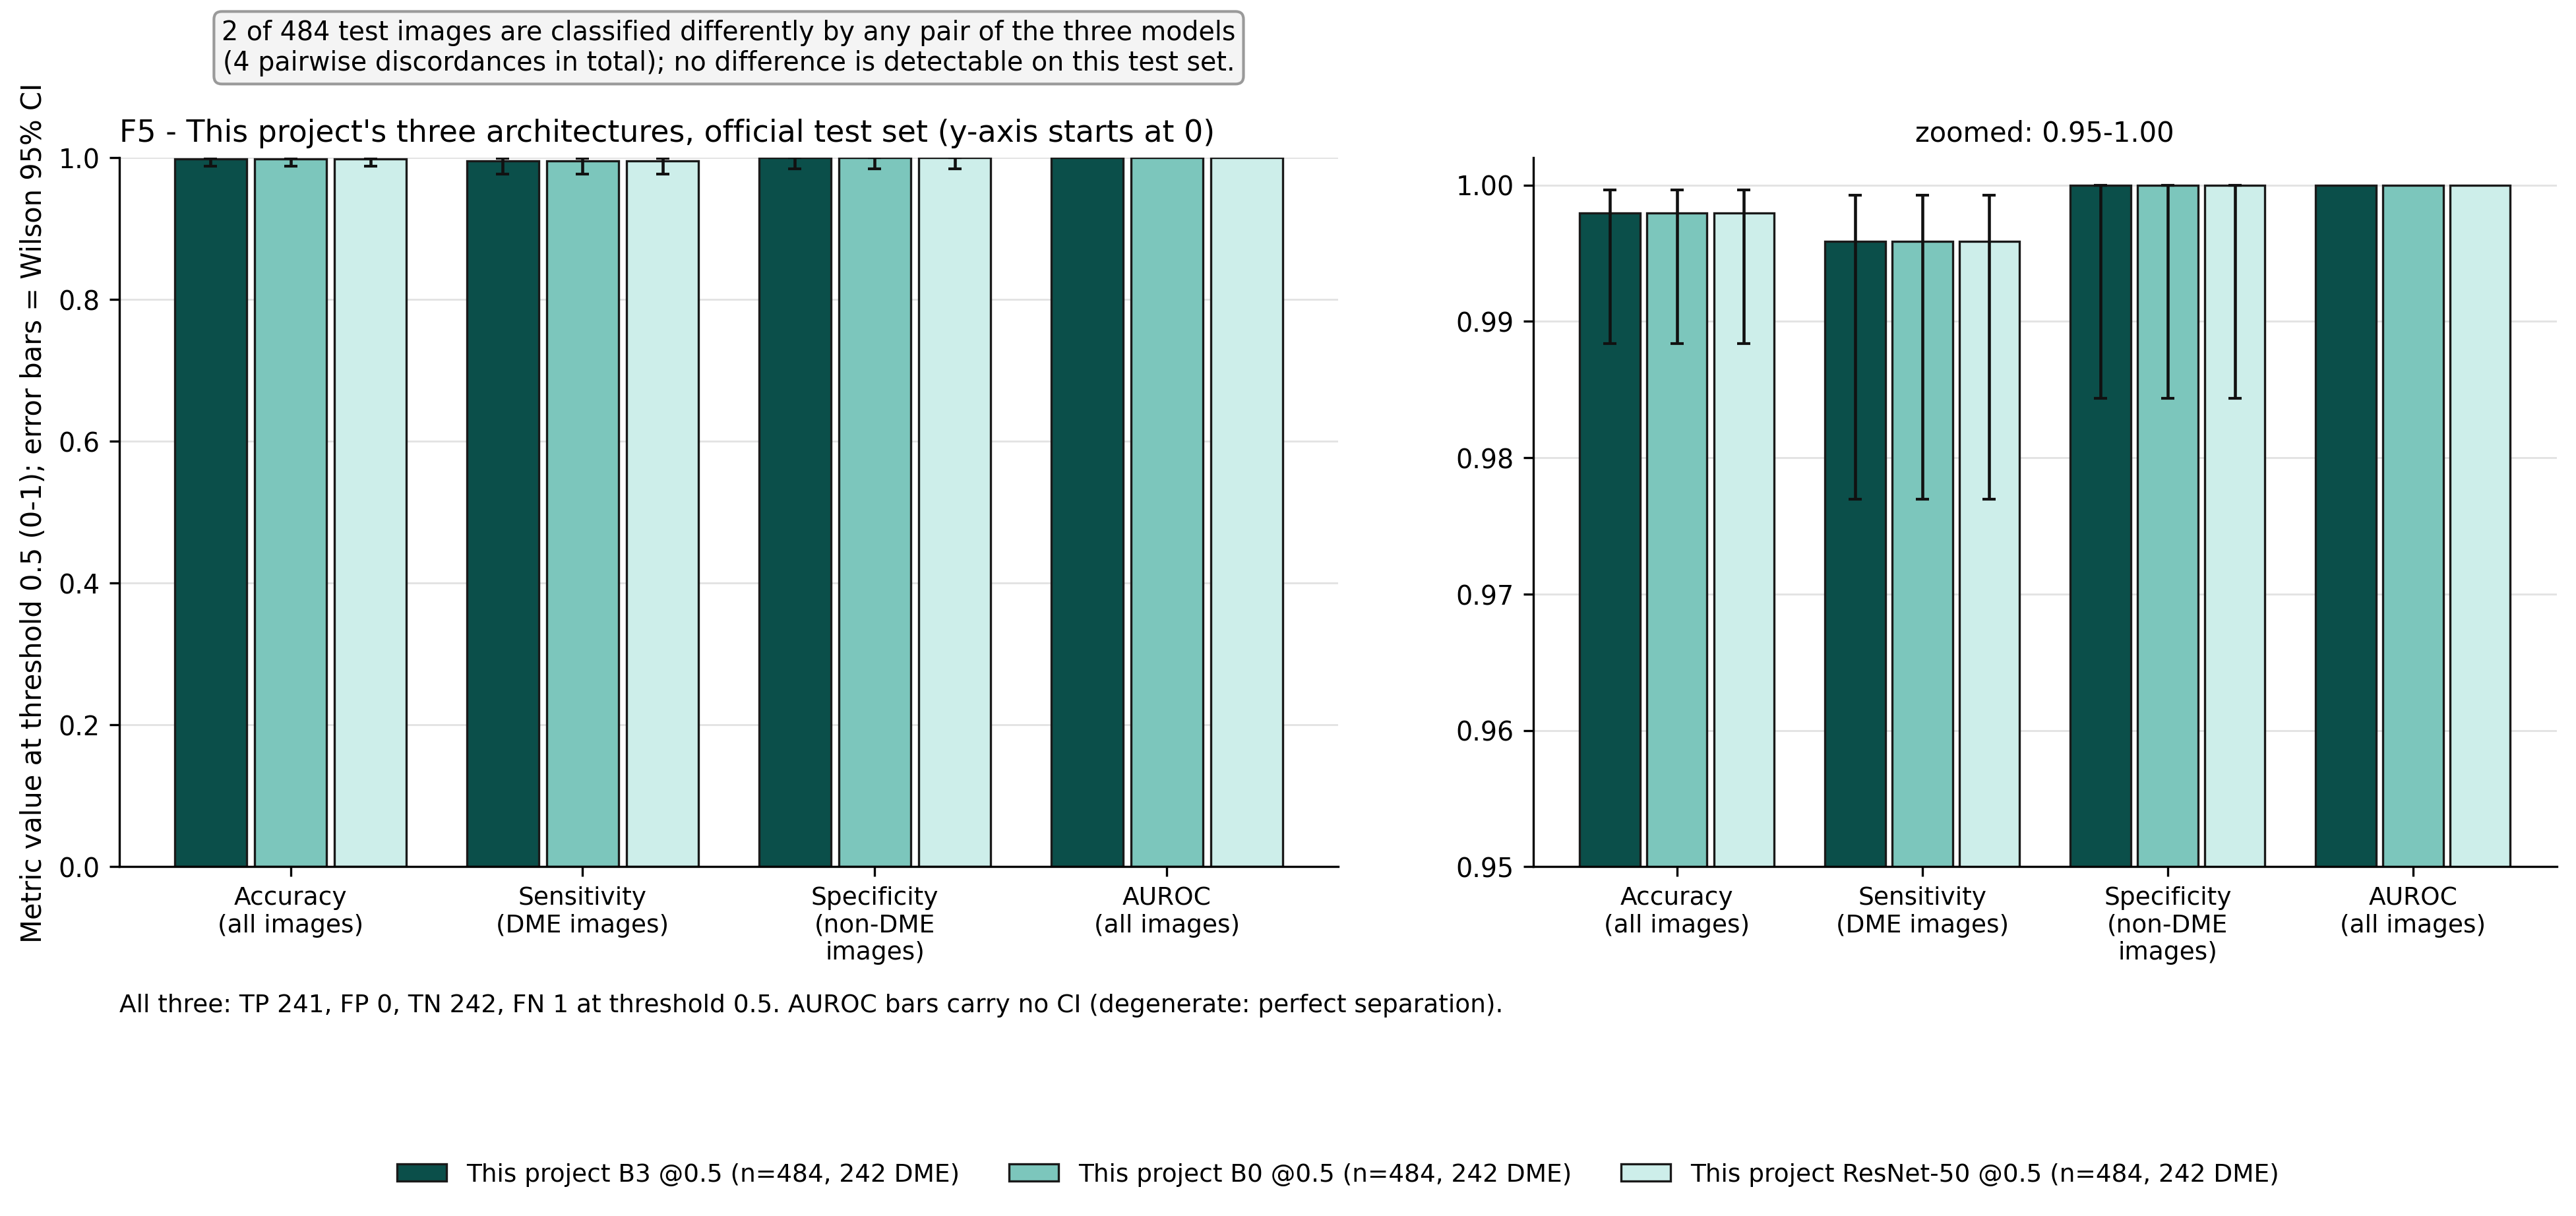 2 of 484 test images are classified differently by any pair of the three models
(4 pairwise discordances in total); no difference is detectable on this test set.
F5 - This project's three architectures, official test set (y-axis starts at 0)
Metric value at threshold 0.5 (0-1); error bars = Wilson 95% CI
1.0
0.8
0.6
0.4
0.2
0.0
Accuracy
(all images)
Sensitivity
(DME images)
Specificity
(non-DME
images)
AUROC
(all images)
zoomed: 0.95-1.00
1.00
0.99
0.98
0.97
0.96
0.95
Accuracy
(all images)
Sensitivity
(DME images)
Specificity
(non-DME
images)
AUROC
(all images)
All three: TP 241, FP 0, TN 242, FN 1 at threshold 0.5. AUROC bars carry no CI (degenerate: perfect separation).
This project B3 @0.5 (n=484, 242 DME)
This project B0 @0.5 (n=484, 242 DME)
This project ResNet-50 @0.5 (n=484, 242 DME)